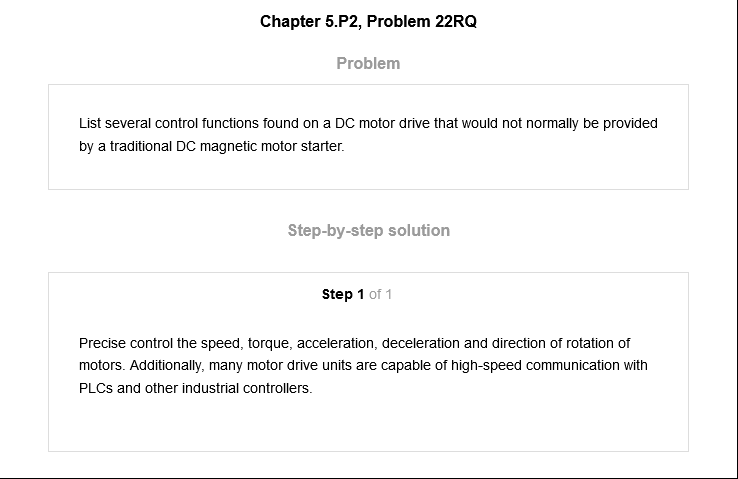 Chapter 5.P2, Problem 22RQ
Problem
List several control functions found on a DC motor drive that would not normally be provided
by a traditional DC magnetic motor starter.
Step-by-step solution
Step 1 of 1
Precise control the speed, torque, acceleration, deceleration and direction of rotation of
motors. Additionally, many motor drive units are capable of high-speed communication with
PLCs and other industrial controllers.